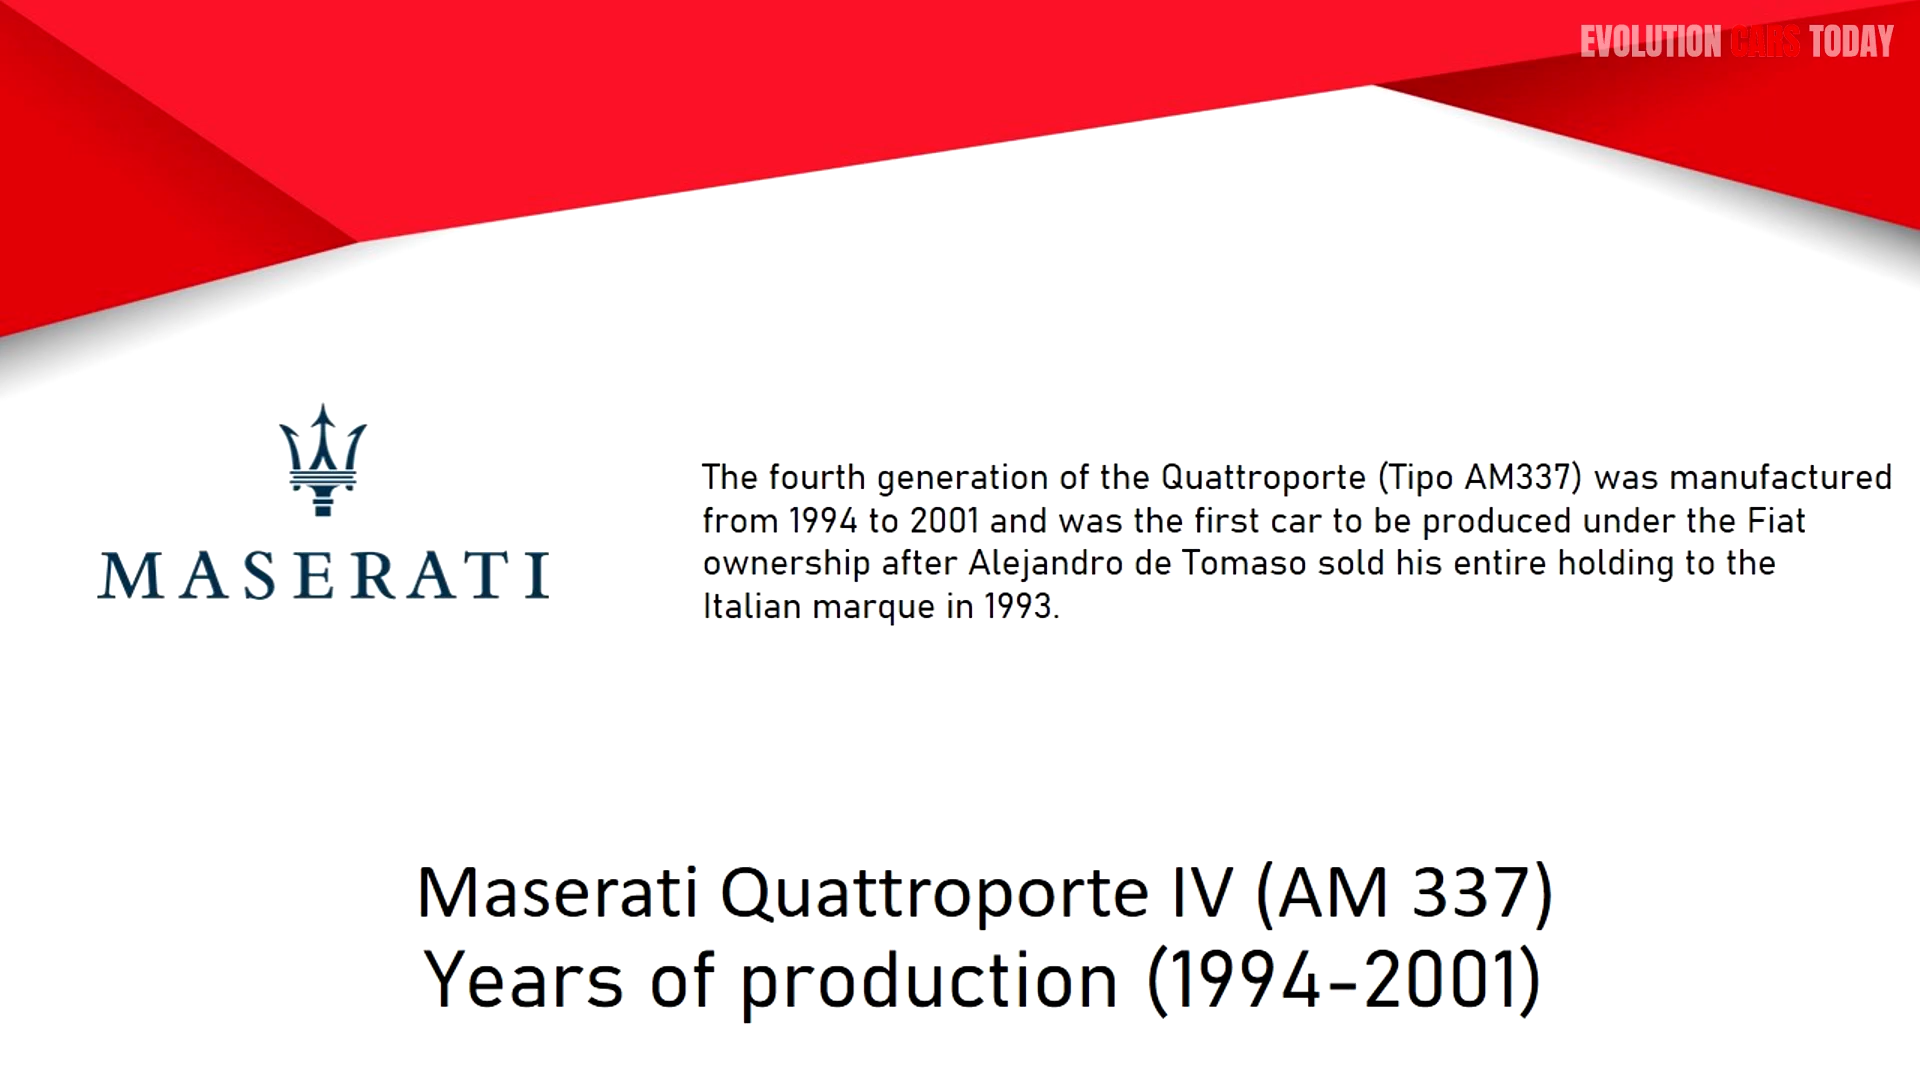 EVOLUTION CARS TODAY
MASERATI
The fourth generation of the Quattroporte (Tipo AM337) was manufactured
from 1994 to 2001 and was the first car to be produced under the Fiat
ownership after Alejandro de Tomaso sold his entire holding to the
Italian marque in 1993.
Maserati Quattroporte IV (AM 337)
Years of production (1994-2001)